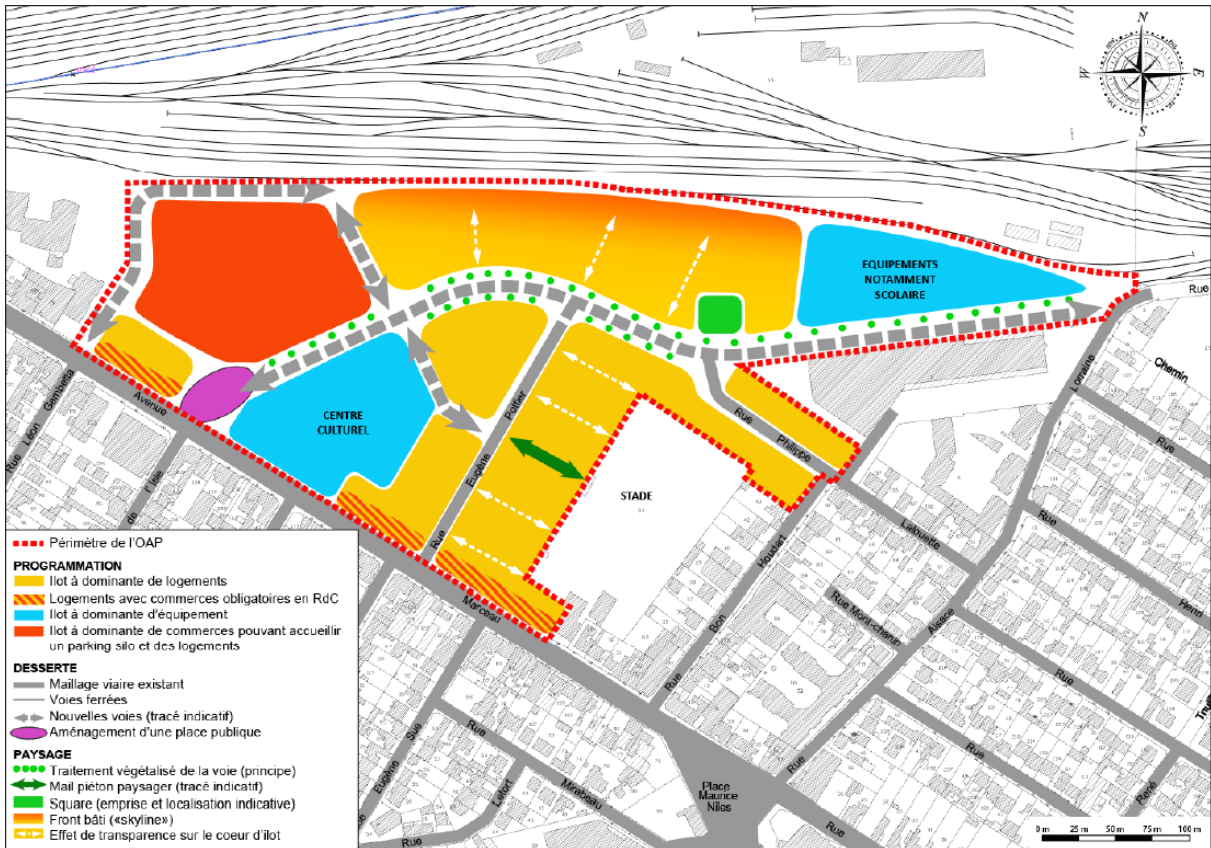 N
W
E
S
EQUIPEMENTS
NOTAMMENT
SCOLAIRE
Rue
CENTRE
CULTUREL
STADE
Avenue
Marceau
Rue Léon Gambetta
de l'Isle
Rue Eugène Pottier
Rue Philippe
Lalouette
Rue Bon Houdart
Rue Mont-chenin
Rue Alsace Lorraine
Chemin
Rue
Rue Henri
Rue
Rue René
Eugène Sue
Rue Mirabeau
Rue Lefort
Place
Maurice
Niles
Périmètre de l'OAP
PROGRAMMATION
Ilot à dominante de logements
Logements avec commerces obligatoires en RdC
Ilot à dominante d'équipement
Ilot à dominante de commerces pouvant accueillir
un parking silo et des logements
DESSERTE
Maillage viaire existant
Voies ferrées
Nouvelles voies (tracé indicatif)
Aménagement d'une place publique
PAYSAGE
Traitement végétalisé de la voie (principe)
Mail piéton paysager (tracé indicatif)
Square (emprise et localisation indicative)
Front bâti («skyline»)
Effet de transparence sur le coeur d'ilot
0 m 25 m 50 m 75 m 100 m